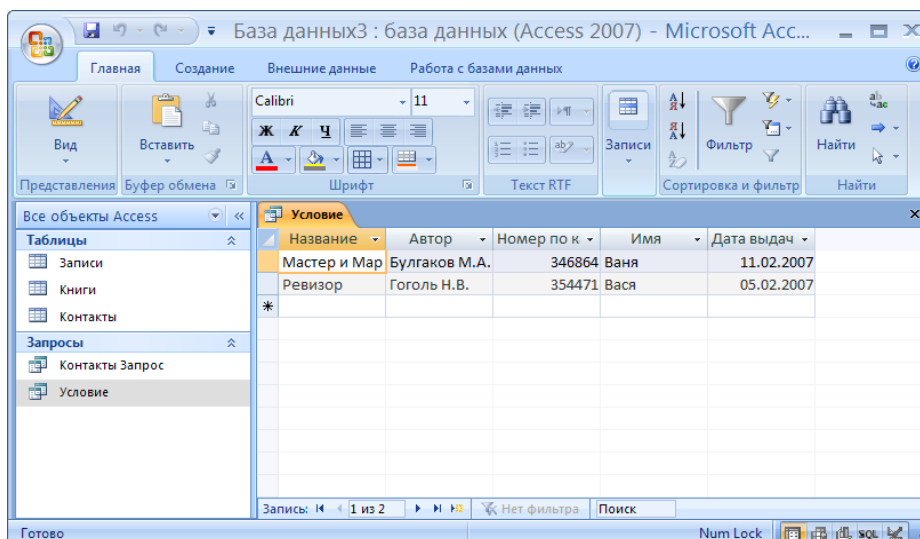 База данных3 : база данных (Access 2007) - Microsoft Acc...
Главная Создание Внешние данные Работа с базами данных
Calibri 11
Ж К Ч
А
Вид Вставить Записи Фильтр Найти
Представления Буфер обмена Шрифт Текст RTF Сортировка и фильтр Найти
Все объекты Access
Условие
Таблицы
Название Автор Номер по к Имя Дата выдач
Записи
Мастер и Мар Булгаков М.А. 346864 Ваня 11.02.2007
Книги
Ревизор Гоголь Н.В. 354471 Вася 05.02.2007
Контакты
Запросы
Контакты Запрос
Условие
Запись: 1 из 2 Нет фильтра Поиск
Готово Num Lock SQL